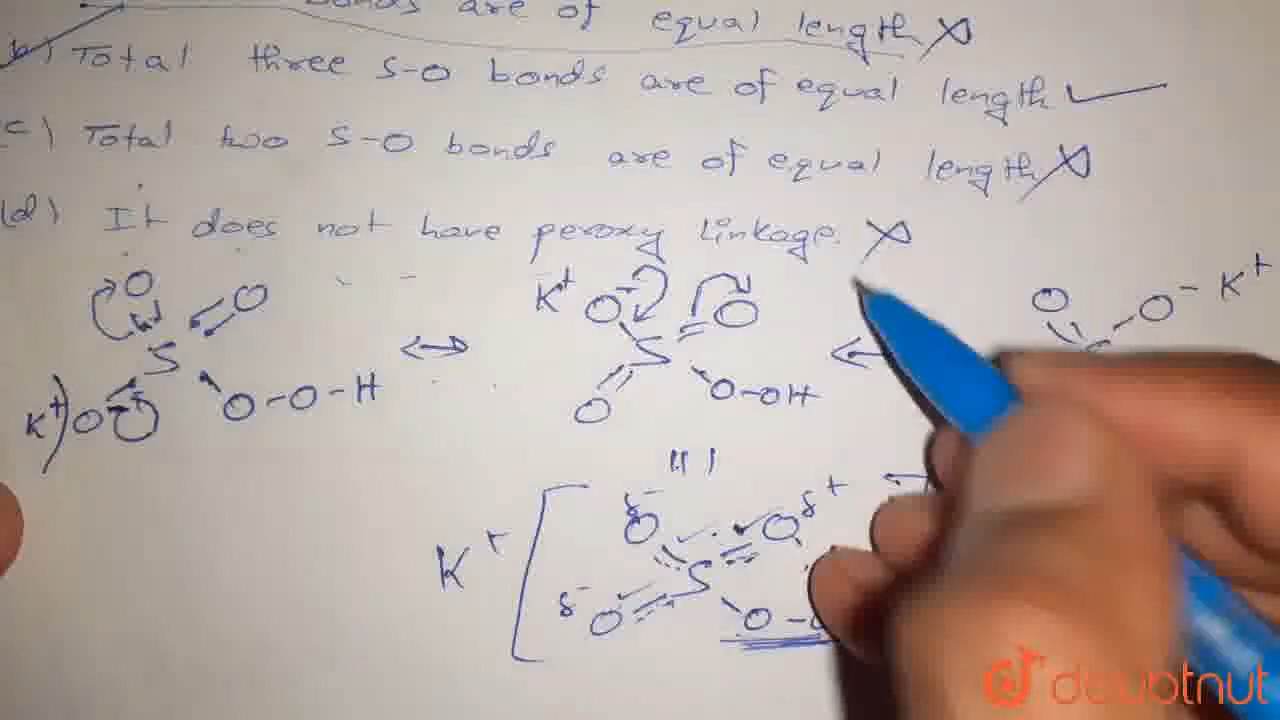 bonds are of equal length
b) Total three S-O bonds are of equal length ✓
c) Total two S-O bonds are of equal length
(d) It does not have peroxy linkage.
O O K+ O- O O O- K+
S S
K+ O O-O-H O O-OH
δ- δ+
O O
K+ S
δ- O O-
doubtnut